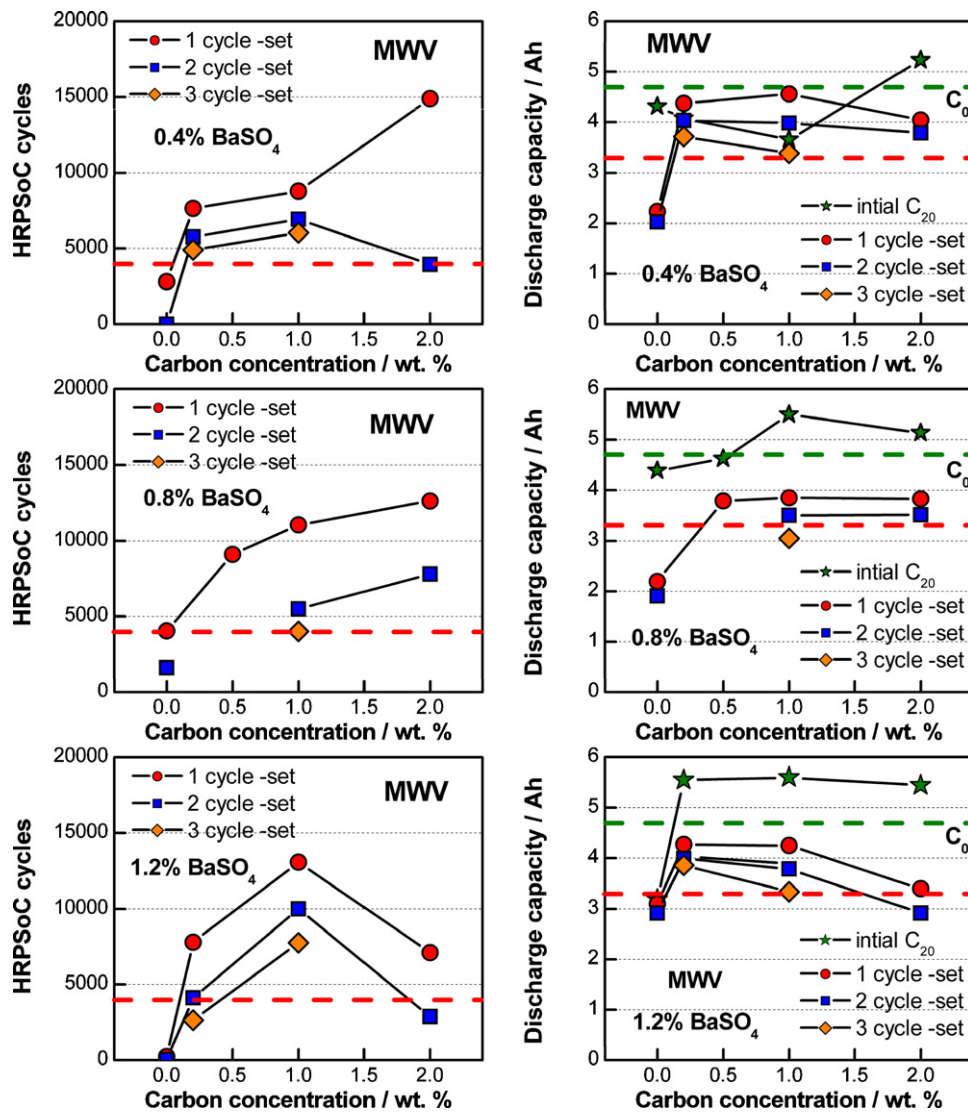 20000
15000
10000
5000
0
HRPSoC cycles
1 cycle -set
2 cycle -set
3 cycle -set
MWV
0.4% BaSO4
0.0 0.5 1.0 1.5 2.0
Carbon concentration / wt. %
6
5
4
3
2
1
0
Discharge capacity / Ah
MWV
C0
intial C20
1 cycle -set
2 cycle -set
3 cycle -set
0.4% BaSO4
0.0 0.5 1.0 1.5 2.0
Carbon concentration / wt. %
20000
15000
10000
5000
0
HRPSoC cycles
1 cycle -set
2 cycle -set
3 cycle -set
MWV
0.8% BaSO4
0.0 0.5 1.0 1.5 2.0
Carbon concentration / wt. %
6
5
4
3
2
1
0
Discharge capacity / Ah
MWV
C0
intial C20
1 cycle -set
2 cycle -set
3 cycle -set
0.8% BaSO4
0.0 0.5 1.0 1.5 2.0
Carbon concentration / wt. %
20000
15000
10000
5000
0
HRPSoC cycles
1 cycle -set
2 cycle -set
3 cycle -set
MWV
1.2% BaSO4
0.0 0.5 1.0 1.5 2.0
Carbon concentration / wt. %
6
5
4
3
2
1
0
Discharge capacity / Ah
C0
intial C20
1 cycle -set
2 cycle -set
3 cycle -set
MWV
1.2% BaSO4
0.0 0.5 1.0 1.5 2.0
Carbon concentration / wt. %